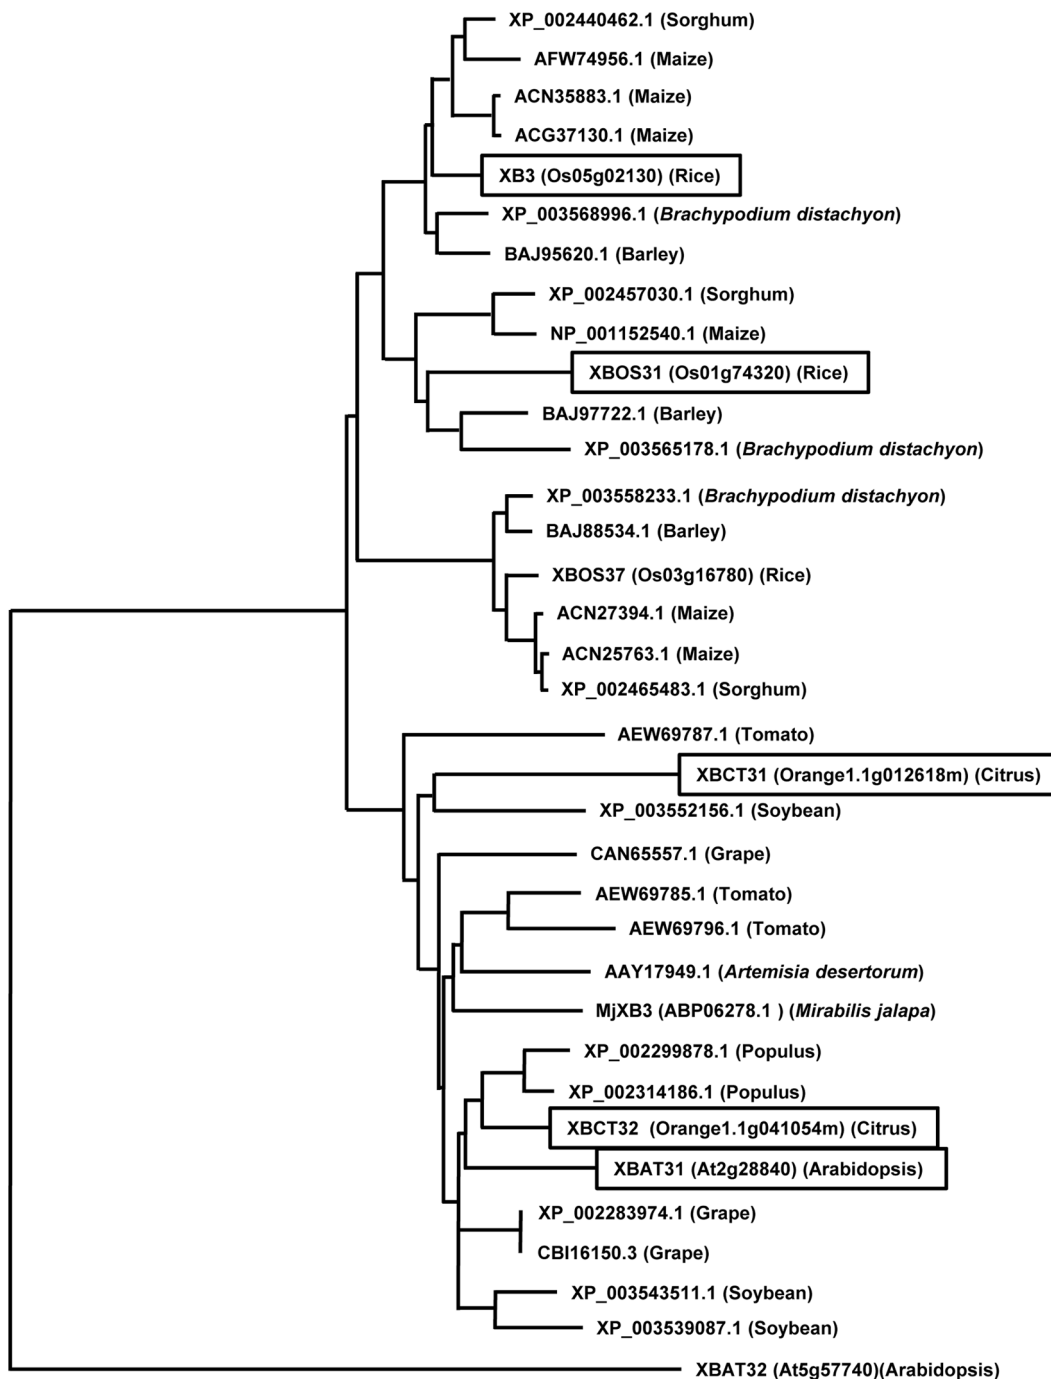 XP_002440462.1 (Sorghum)
AFW74956.1 (Maize)
ACN35883.1 (Maize)
ACG37130.1 (Maize)
XB3 (Os05g02130) (Rice)
XP_003568996.1 (Brachypodium distachyon)
BAJ95620.1 (Barley)
XP_002457030.1 (Sorghum)
NP_001152540.1 (Maize)
XBOS31 (Os01g74320) (Rice)
BAJ97722.1 (Barley)
XP_003565178.1 (Brachypodium distachyon)
XP_003558233.1 (Brachypodium distachyon)
BAJ88534.1 (Barley)
XBOS37 (Os03g16780) (Rice)
ACN27394.1 (Maize)
ACN25763.1 (Maize)
XP_002465483.1 (Sorghum)
AEW69787.1 (Tomato)
XBCT31 (Orange1.1g012618m) (Citrus)
XP_003552156.1 (Soybean)
CAN65557.1 (Grape)
AEW69785.1 (Tomato)
AEW69796.1 (Tomato)
AAY17949.1 (Artemisia desertorum)
MjXB3 (ABP06278.1 ) (Mirabilis jalapa)
XP_002299878.1 (Populus)
XP_002314186.1 (Populus)
XBCT32 (Orange1.1g041054m) (Citrus)
XBAT31 (At2g28840) (Arabidopsis)
XP_002283974.1 (Grape)
CBI16150.3 (Grape)
XP_003543511.1 (Soybean)
XP_003539087.1 (Soybean)
XBAT32 (At5g57740)(Arabidopsis)